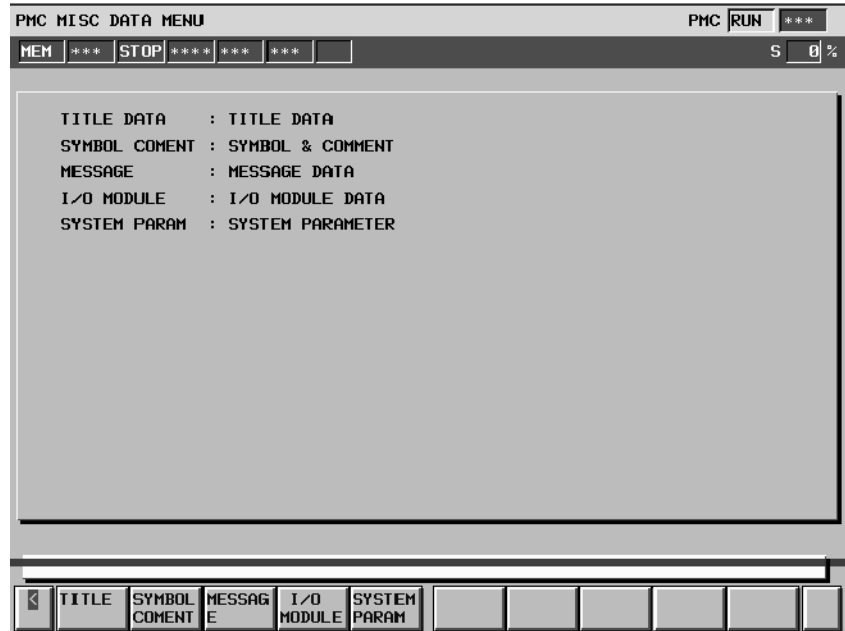 PMC MISC DATA MENU PMC RUN ***
MEM *** STOP **** *** *** S 0 %
TITLE DATA : TITLE DATA
SYMBOL COMENT : SYMBOL & COMMENT
MESSAGE : MESSAGE DATA
I/O MODULE : I/O MODULE DATA
SYSTEM PARAM : SYSTEM PARAMETER
< TITLE SYMBOL MESSAG I/O SYSTEM
COMENT E MODULE PARAM